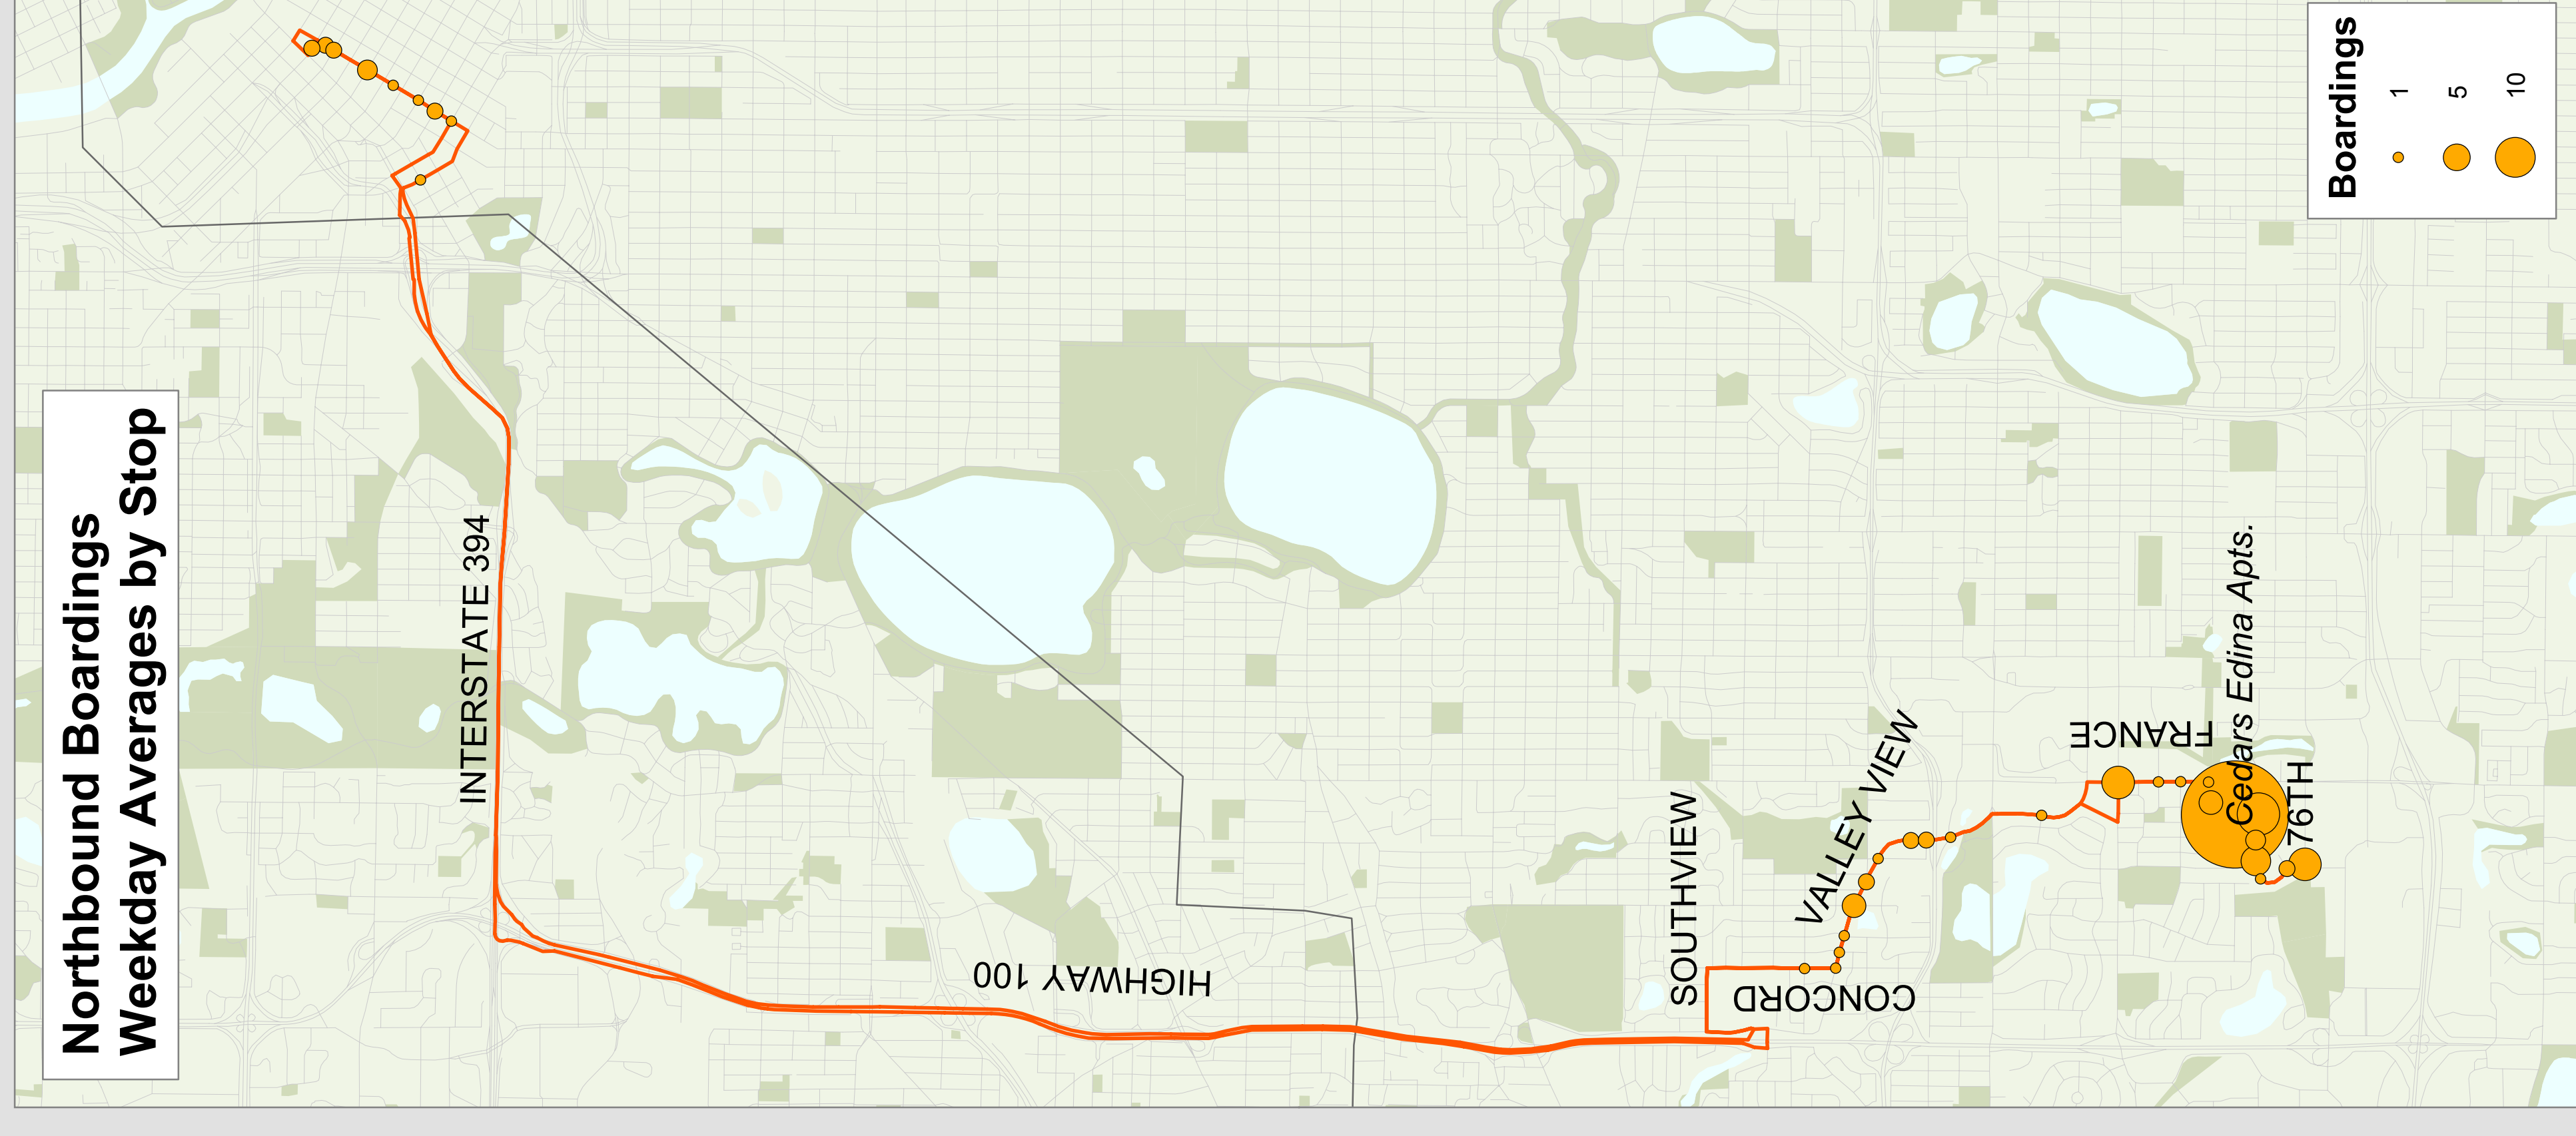 Northbound Boardings
Weekday Averages by Stop
INTERSTATE 394
HIGHWAY 100
SOUTHVIEW
CONCORD
VALLEY VIEW
FRANCE
Cedars Edina Apts.
76TH
Boardings
1
5
10